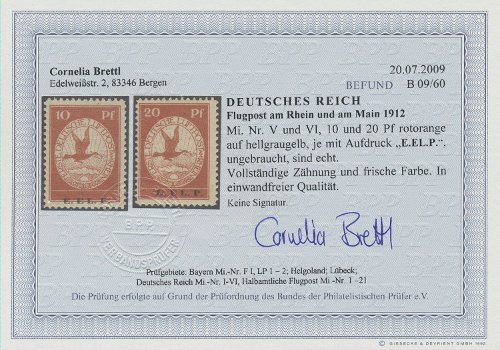 Cornelia Brettl
Edelweißstr. 2, 83346 Bergen
20.07.2009
BEFUND B 09/60
DEUTSCHES REICH
Flugpost am Rhein und am Main 1912
Mi. Nr. V und VI, 10 und 20 Pf rotorange
auf hellgraugelb, je mit Aufdruck „E.EL.P.“,
ungebraucht, sind echt.
Vollständige Zähnung und frische Farbe. In
einwandfreier Qualität.
Keine Signatur
10 Pf
E.EL.P.
20 Pf
E.EL.P.
BPP
VERBANDSPRÜFER
Cornelia Brettl
Prüfgebiete: Bayern Mi.-Nr. F I, LP 1 – 2; Helgoland; Lübeck;
Deutsches Reich Mi.-Nr. I-VI, Halbamtliche Flugpost Mi.-Nr. 1 –21
Die Prüfung erfolgte auf Grund der Prüfordnung des Bundes der Philatelistischen Prüfer e.V.
© GIESECKE & DEVRIENT GMBH 1992